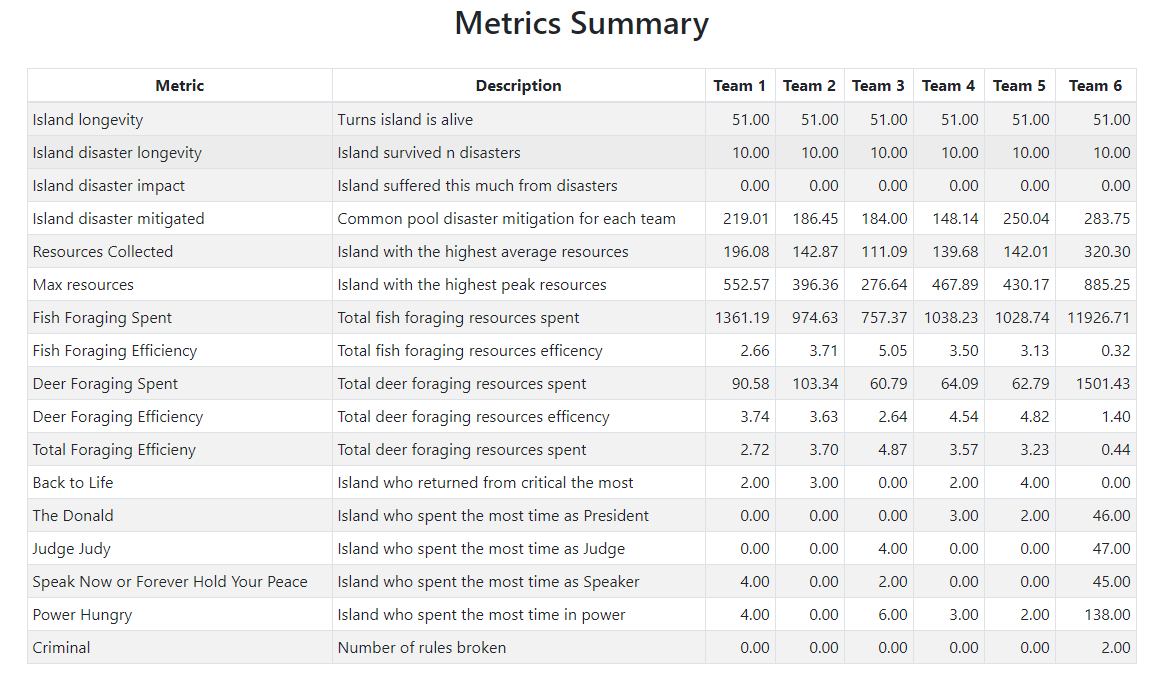 Metrics Summary
Metric Description Team 1 Team 2 Team 3 Team 4 Team 5 Team 6
Island longevity Turns island is alive 51.00 51.00 51.00 51.00 51.00 51.00
Island disaster longevity Island survived n disasters 10.00 10.00 10.00 10.00 10.00 10.00
Island disaster impact Island suffered this much from disasters 0.00 0.00 0.00 0.00 0.00 0.00
Island disaster mitigated Common pool disaster mitigation for each team 219.01 186.45 184.00 148.14 250.04 283.75
Resources Collected Island with the highest average resources 196.08 142.87 111.09 139.68 142.01 320.30
Max resources Island with the highest peak resources 552.57 396.36 276.64 467.89 430.17 885.25
Fish Foraging Spent Total fish foraging resources spent 1361.19 974.63 757.37 1038.23 1028.74 11926.71
Fish Foraging Efficiency Total fish foraging resources efficency 2.66 3.71 5.05 3.50 3.13 0.32
Deer Foraging Spent Total deer foraging resources spent 90.58 103.34 60.79 64.09 62.79 1501.43
Deer Foraging Efficiency Total deer foraging resources efficency 3.74 3.63 2.64 4.54 4.82 1.40
Total Foraging Efficieny Total deer foraging resources spent 2.72 3.70 4.87 3.57 3.23 0.44
Back to Life Island who returned from critical the most 2.00 3.00 0.00 2.00 4.00 0.00
The Donald Island who spent the most time as President 0.00 0.00 0.00 3.00 2.00 46.00
Judge Judy Island who spent the most time as Judge 0.00 0.00 4.00 0.00 0.00 47.00
Speak Now or Forever Hold Your Peace Island who spent the most time as Speaker 4.00 0.00 2.00 0.00 0.00 45.00
Power Hungry Island who spent the most time in power 4.00 0.00 6.00 3.00 2.00 138.00
Criminal Number of rules broken 0.00 0.00 0.00 0.00 0.00 2.00